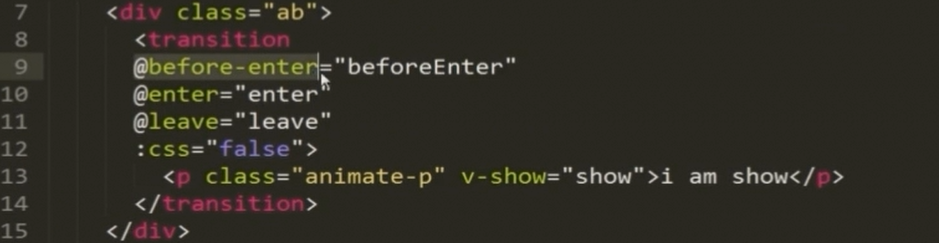 7 <div class="ab">
8 <transition
9 @before-enter="beforeEnter"
10 @enter="enter"
11 @leave="leave"
12 :css="false">
13 <p class="animate-p" v-show="show">i am show</p>
14 </transition>
15 </div>